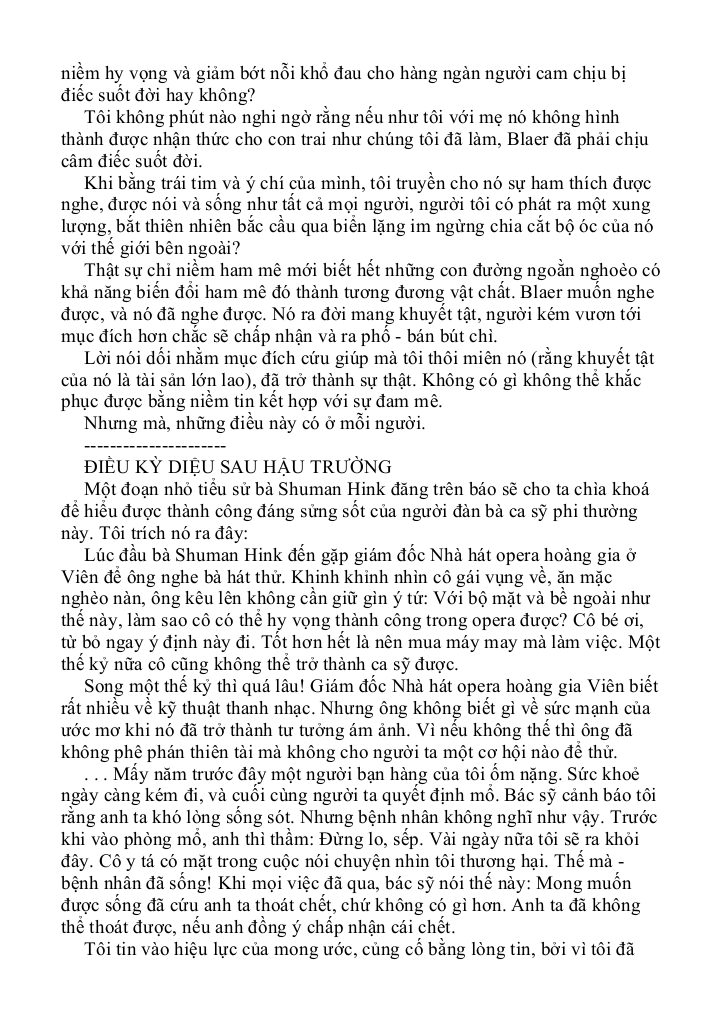 niềm hy vọng và giảm bớt nỗi khổ đau cho hàng ngàn người cam chịu bị
điếc suốt đời hay không?
Tôi không phút nào nghi ngờ rằng nếu như tôi với mẹ nó không hình
thành được nhận thức cho con trai như chúng tôi đã làm, Blaer đã phải chịu
câm điếc suốt đời.
Khi bằng trái tim và ý chí của mình, tôi truyền cho nó sự ham thích được
nghe, được nói và sống như tất cả mọi người, người tôi có phát ra một xung
lượng, bắt thiên nhiên bắc cầu qua biển lặng im ngừng chia cắt bộ óc của nó
với thế giới bên ngoài?
Thật sự chỉ niềm ham mê mới biết hết những con đường ngoằn nghoèo có
khả năng biến đổi ham mê đó thành tương đương vật chất. Blaer muốn nghe
được, và nó đã nghe được. Nó ra đời mang khuyết tật, người kém vươn tới
mục đích hơn chắc sẽ chấp nhận và ra phố - bán bút chì.
Lời nói dối nhằm mục đích cứu giúp mà tôi thôi miên nó (rằng khuyết tật
của nó là tài sản lớn lao), đã trở thành sự thật. Không có gì không thể khắc
phục được bằng niềm tin kết hợp với sự đam mê.
Nhưng mà, những điều này có ở mỗi người.
----------------------
ĐIỀU KỲ DIỆU SAU HẬU TRƯỜNG
Một đoạn nhỏ tiểu sử bà Shuman Hink đăng trên báo sẽ cho ta chìa khoá
để hiểu được thành công đáng sửng sốt của người đàn bà ca sỹ phi thường
này. Tôi trích nó ra đây:
Lúc đầu bà Shuman Hink đến gặp giám đốc Nhà hát opera hoàng gia ở
Viên để ông nghe bà hát thử. Khinh khỉnh nhìn cô gái vụng về, ăn mặc
nghèo nàn, ông kêu lên không cần giữ gìn ý tứ: Với bộ mặt và bề ngoài như
thế này, làm sao cô có thể hy vọng thành công trong opera được? Cô bé ơi,
từ bỏ ngay ý định này đi. Tốt hơn hết là nên mua máy may mà làm việc. Một
thế kỷ nữa cô cũng không thể trở thành ca sỹ được.
Song một thế kỷ thì quá lâu! Giám đốc Nhà hát opera hoàng gia Viên biết
rất nhiều về kỹ thuật thanh nhạc. Nhưng ông không biết gì về sức mạnh của
ước mơ khi nó đã trở thành tư tưởng ám ảnh. Vì nếu không thế thì ông đã
không phê phán thiên tài mà không cho người ta một cơ hội nào để thử.
. . . Mấy năm trước đây một người bạn hàng của tôi ốm nặng. Sức khoẻ
ngày càng kém đi, và cuối cùng người ta quyết định mổ. Bác sỹ cảnh báo tôi
rằng anh ta khó lòng sống sót. Nhưng bệnh nhân không nghĩ như vậy. Trước
khi vào phòng mổ, anh thì thầm: Đừng lo, sếp. Vài ngày nữa tôi sẽ ra khỏi
đây. Cô y tá có mặt trong cuộc nói chuyện nhìn tôi thương hại. Thế mà -
bệnh nhân đã sống! Khi mọi việc đã qua, bác sỹ nói thế này: Mong muốn
được sống đã cứu anh ta thoát chết, chứ không có gì hơn. Anh ta đã không
thể thoát được, nếu anh đồng ý chấp nhận cái chết.
Tôi tin vào hiệu lực của mong ước, củng cố bằng lòng tin, bởi vì tôi đã